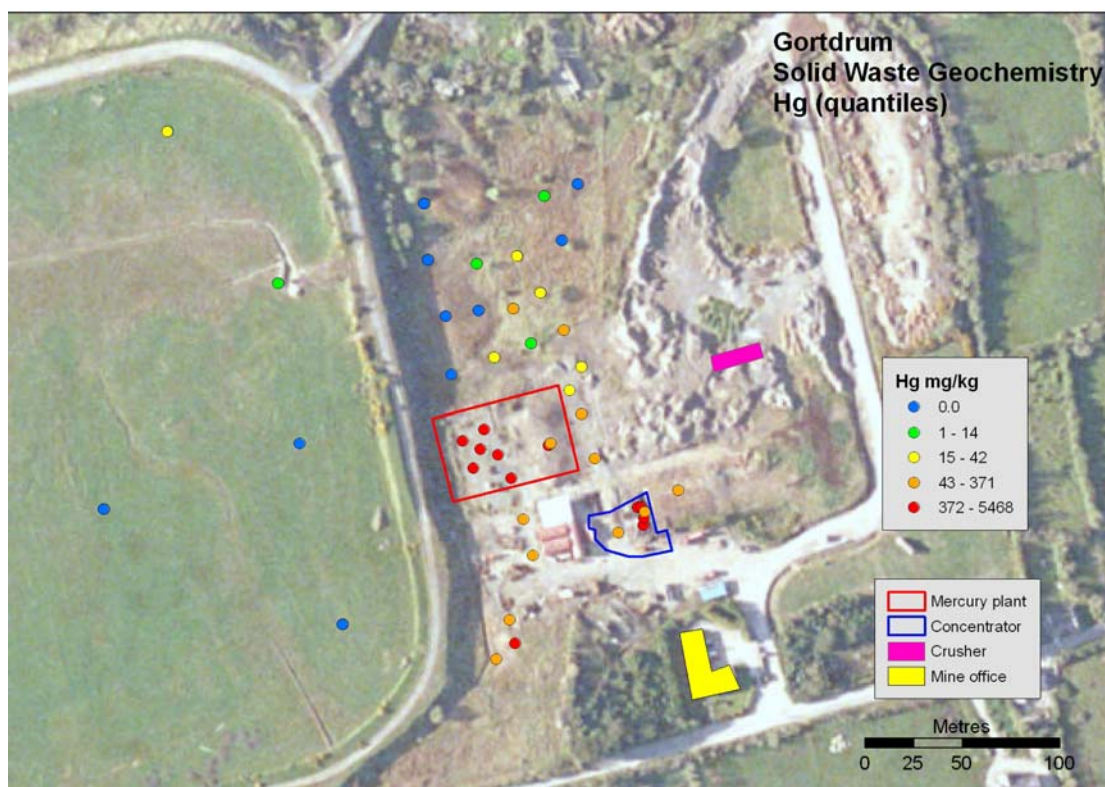 Gortdrum
Solid Waste Geochemistry
Hg (quantiles)
Hg mg/kg
0.0
1 - 14
15 - 42
43 - 371
372 - 5468
Mercury plant
Concentrator
Crusher
Mine office
Metres
0 25 50 100